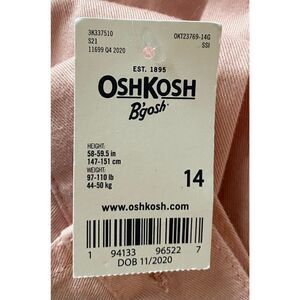 3K337510
S21
11699 Q4 2020
OKT23769-14G
SSI
EST. 1895
OSHKOSH
B'gosh
HEIGHT:
58-59.5 in
147-151 cm
WEIGHT:
97-110 lb
44-50 kg
14
www.oshkosh.com
1 94133 96522 7
DOB 11/2020